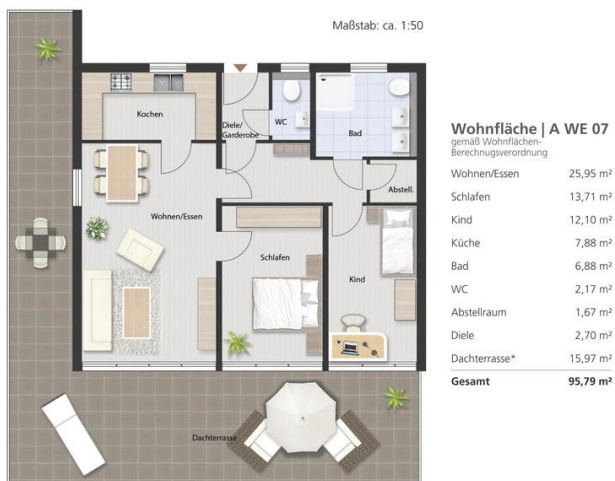 Maßstab: ca. 1:50
Kochen
Diele/
Garderobe
WC
Bad
Abstell.
Wohnen/Essen
Schlafen
Kind
Dachterrasse
Wohnfläche | A WE 07
gemäß Wohnflächen-
Berechnugsverordnung
Wohnen/Essen 25,95 m²
Schlafen 13,71 m²
Kind 12,10 m²
Küche 7,88 m²
Bad 6,88 m²
WC 2,17 m²
Abstellraum 1,67 m²
Diele 2,70 m²
Dachterrasse* 15,97 m²
Gesamt 95,79 m²